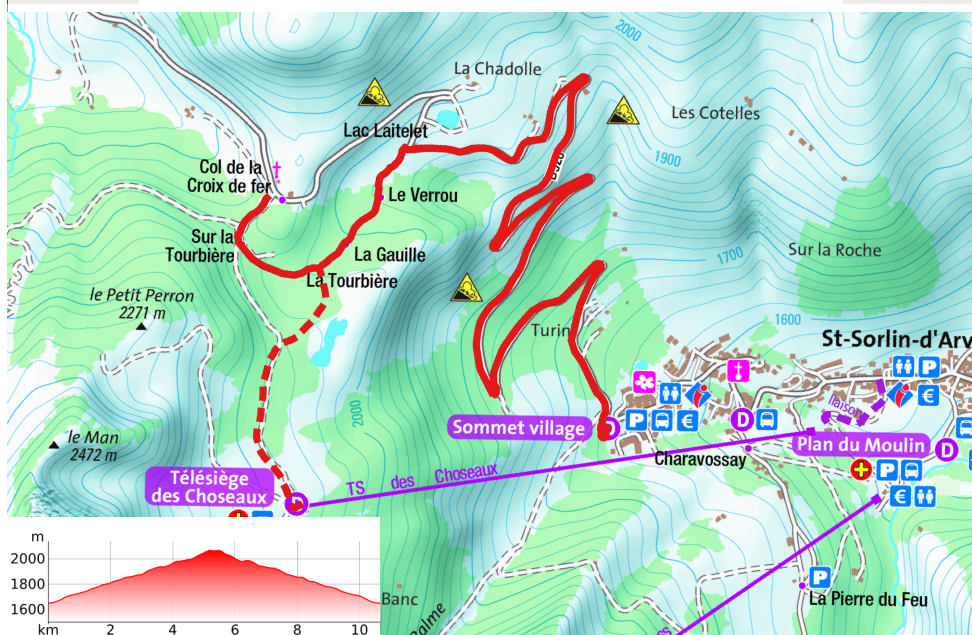 2000
La Chadolle
Lac Laitelet
Les Cotelles
1900
Col de la
Croix de fer
D926
Le Verrou
Sur la
Tourbière
La Gauille
La Tourbière
Sur la Roche
1700
le Petit Perron
2271 m
1600
Turin
St-Sorlin-d'Arv
P
€
liaison
2000
Sommet village
D
P
€
D
Plan du Moulin
D
le Man
2472 m
Charavossay
TS des Choseaux
Télésiège
des Choseaux
D
P
€
P
La Pierre du Feu
Banc
Balme
m
2000
1800
1600
km
2
4
6
8
10